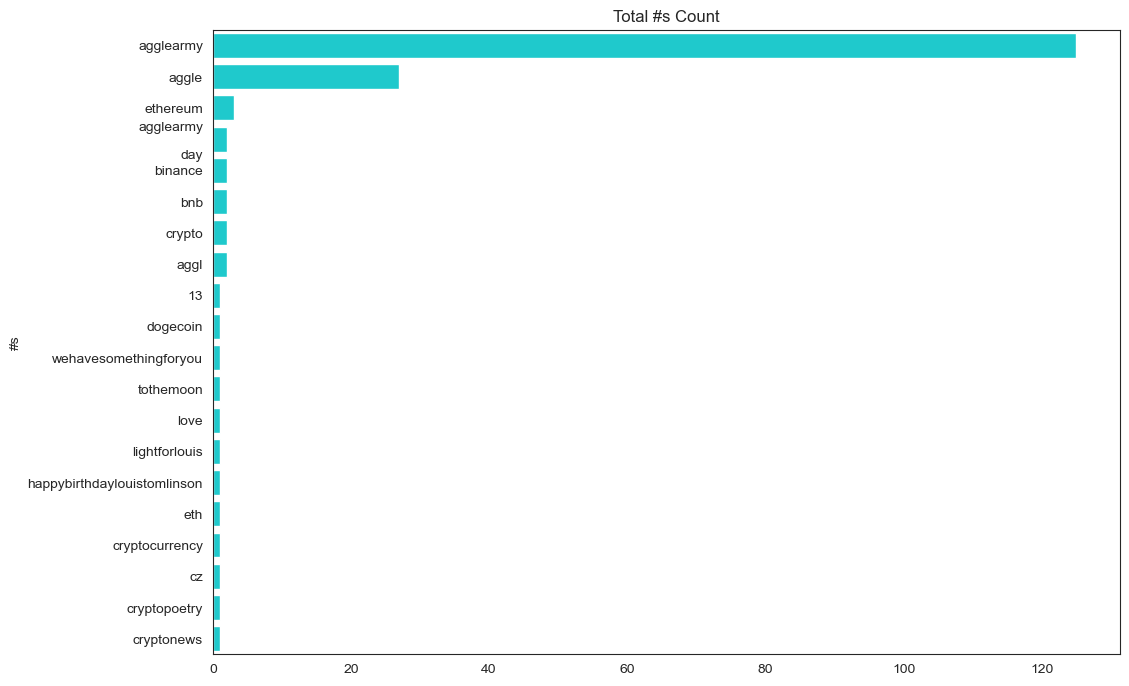 Total #s Count
agglearmy
aggle
ethereum
agglearmy
day
binance
bnb
crypto
aggl
13
dogecoin
wehavesomethingforyou
tothemoon
love
lightforlouis
happybirthdaylouistomlinson
eth
cryptocurrency
cz
cryptopoetry
cryptonews
#s
0 20 40 60 80 100 120